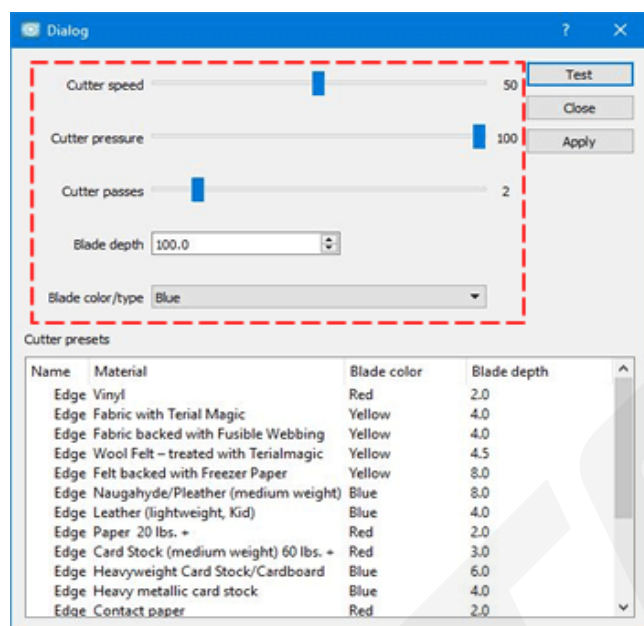 Dialog ?
Cutter speed 50 Test
Close
Cutter pressure 100 Apply
Cutter passes 2
Blade depth 100.0
Blade color/type Blue
Cutter presets
Name Material Blade color Blade depth
Edge Vinyl Red 2.0
Edge Fabric with Terial Magic Yellow 4.0
Edge Fabric backed with Fusible Webbing Yellow 4.0
Edge Wool Felt – treated with Terialmagic Yellow 4.5
Edge Felt backed with Freezer Paper Yellow 8.0
Edge Naugahyde/Pleather (medium weight) Blue 8.0
Edge Leather (lightweight, Kid) Blue 4.0
Edge Paper 20 lbs. + Red 2.0
Edge Card Stock (medium weight) 60 lbs. + Red 3.0
Edge Heavyweight Card Stock/Cardboard Blue 6.0
Edge Heavy metallic card stock Blue 4.0
Edge Contact paper Red 2.0